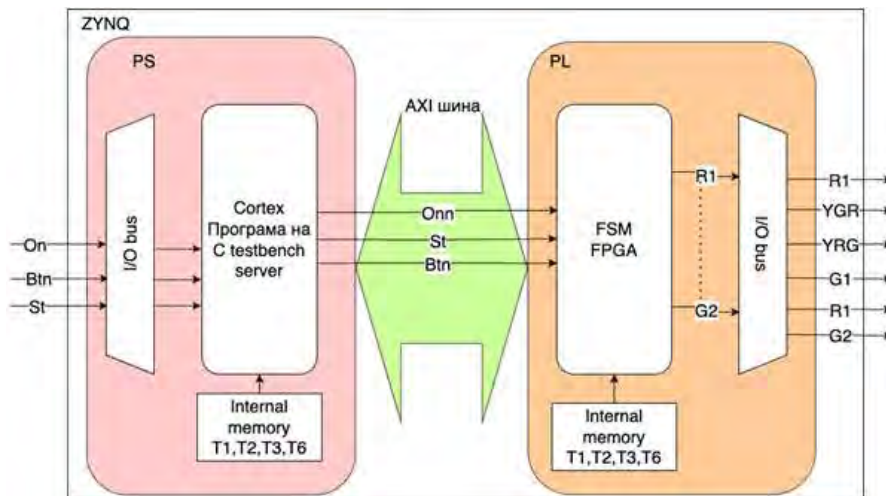 ZYNQ
PS
PL
AXI шина
On
Btn
St
I/O bus
Cortex
Програма на
C testbench
server
Onn
St
Btn
FSM
FPGA
R1
G2
I/O bus
R1
YGR
YRG
G1
R1
G2
Internal
memory
T1,T2,T3,T6
Internal
memory
T1,T2,T3,T6